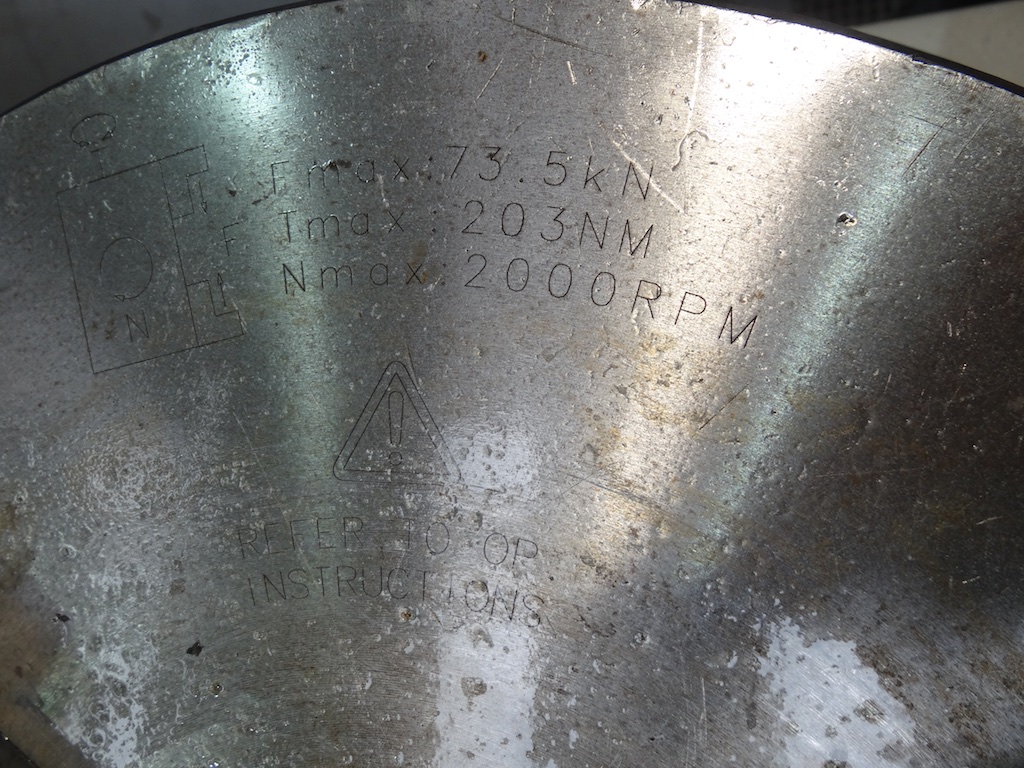 Fmax:73.5kN
Tmax:203NM
Nmax:2000RPM
F
N
REFER TO OP
INSTRUCTIONS